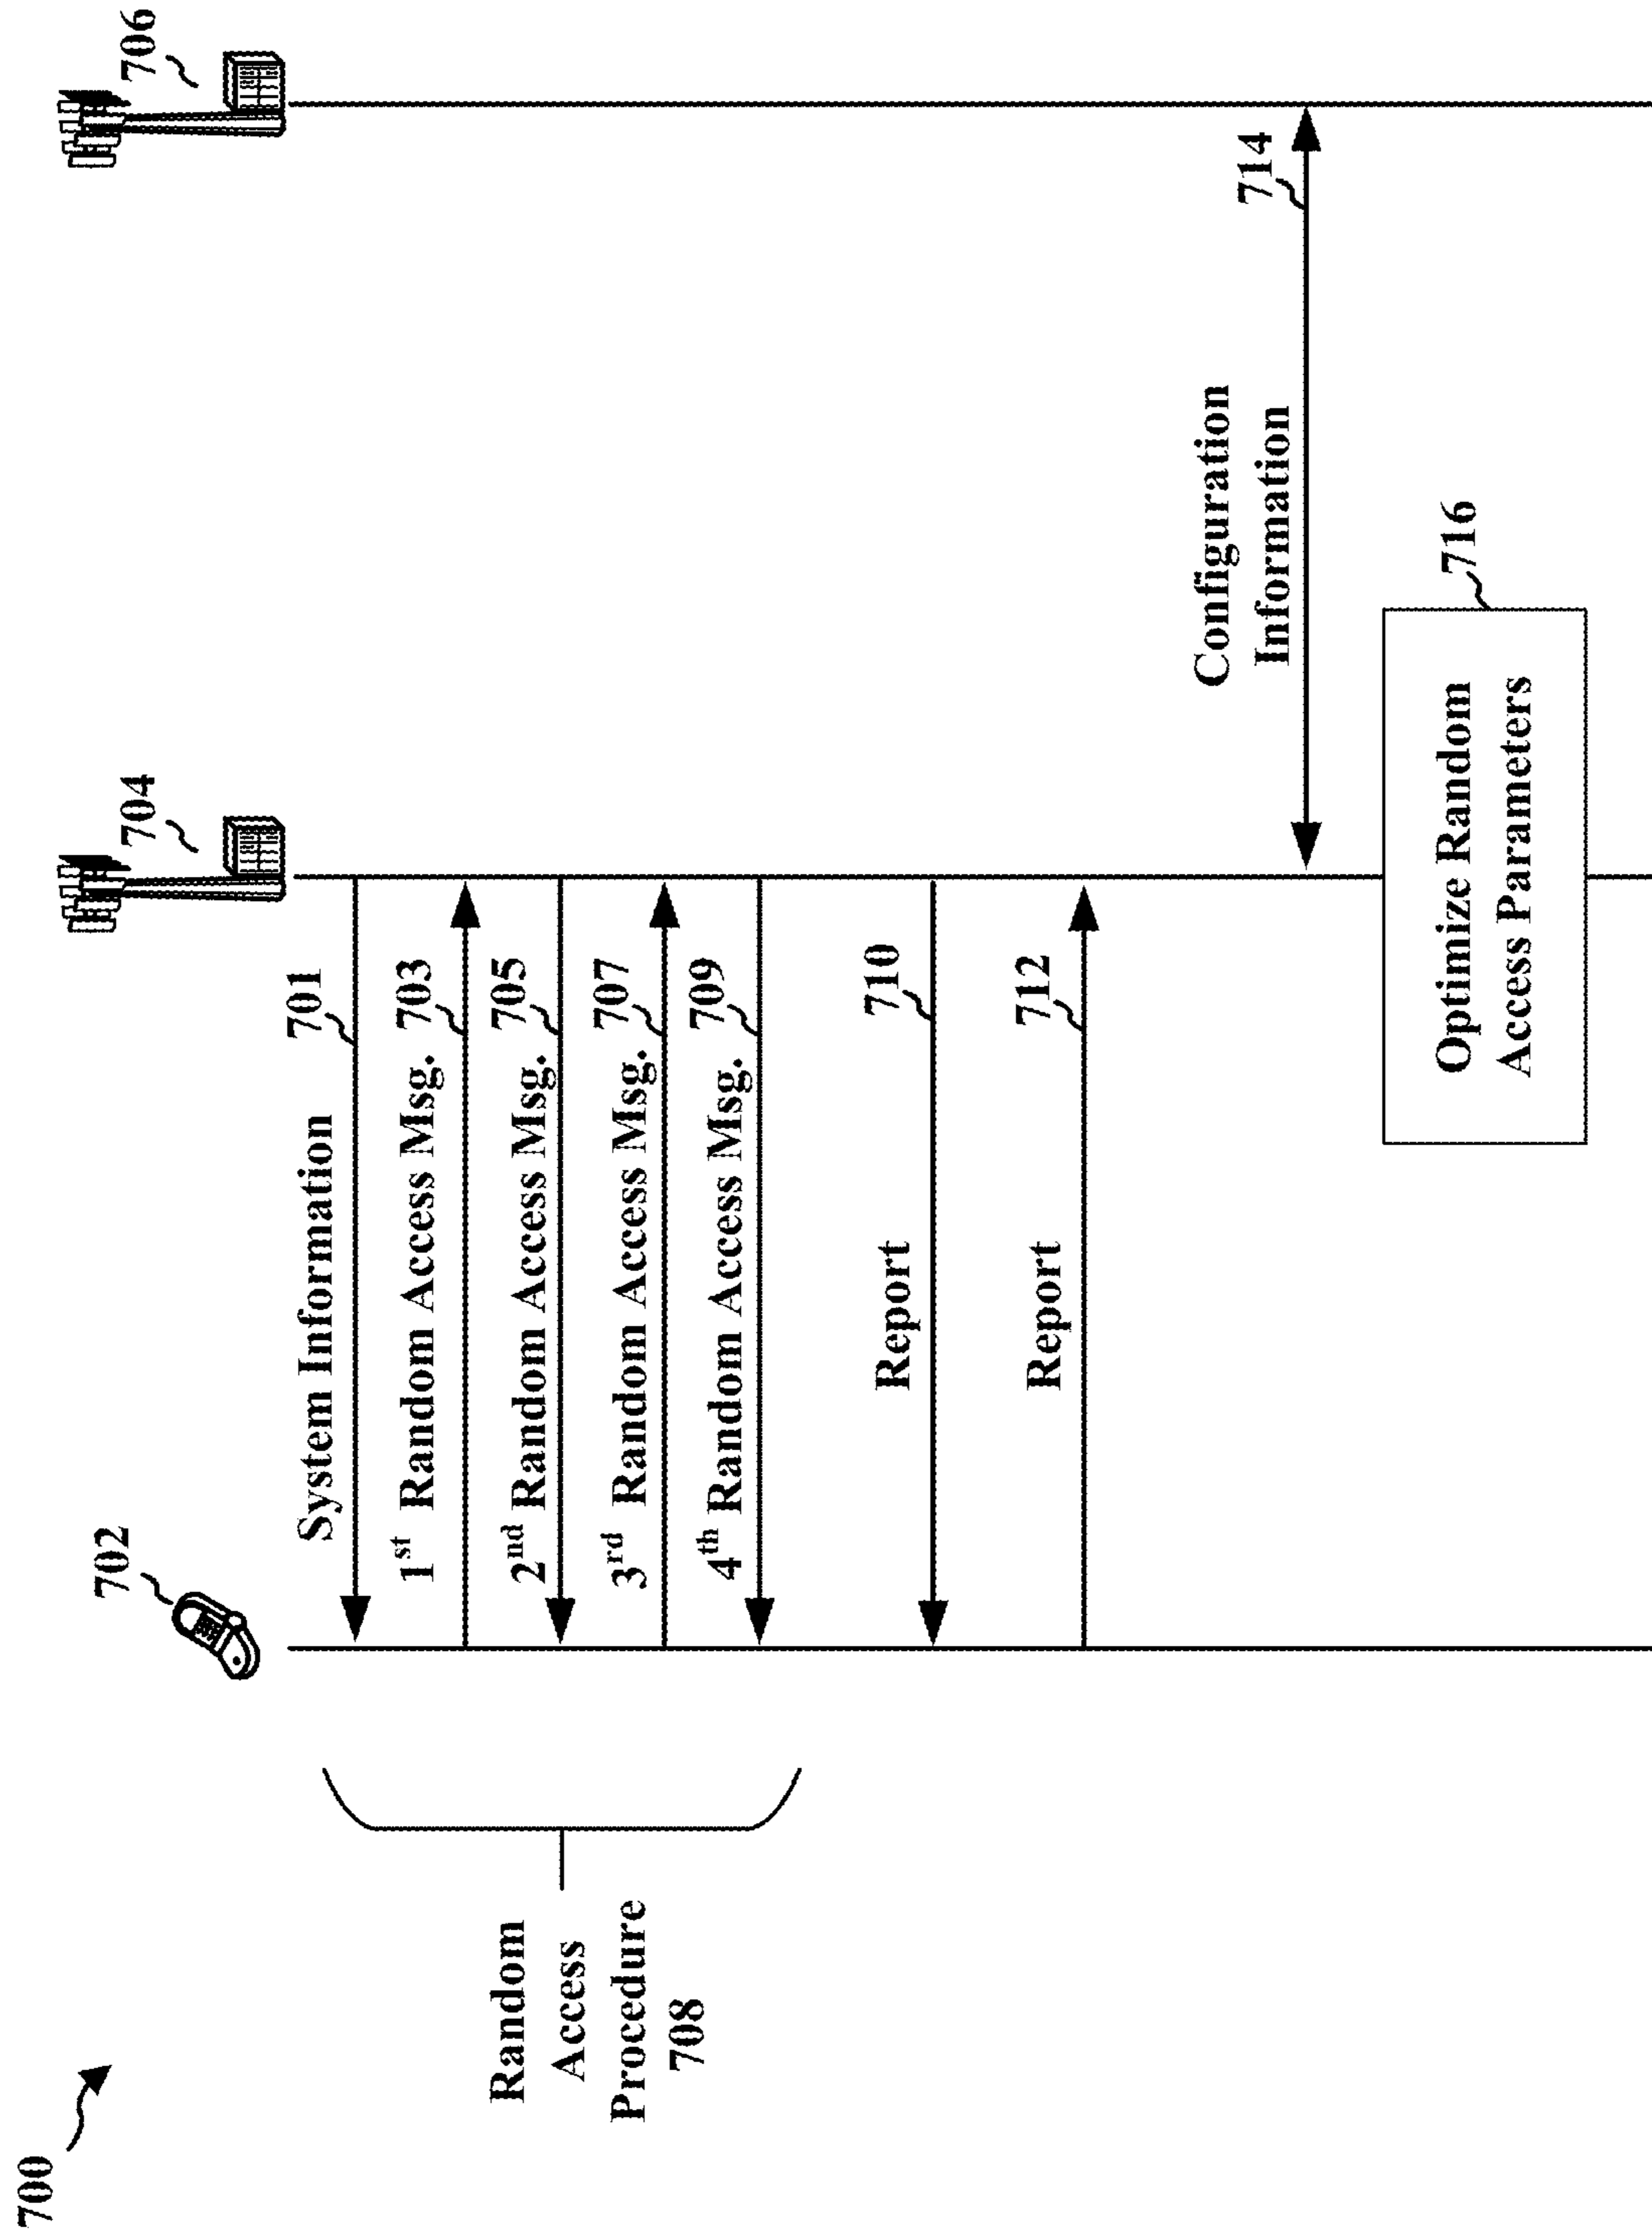 700
702
704
706
System Information
701
1st Random Access Msg. 703
2nd Random Access Msg. 705
3rd Random Access Msg. 707
4th Random Access Msg. 709
Random
Access
Procedure
708
Report
710
Report
712
Configuration
Information
714
Optimize Random
Access Parameters
716